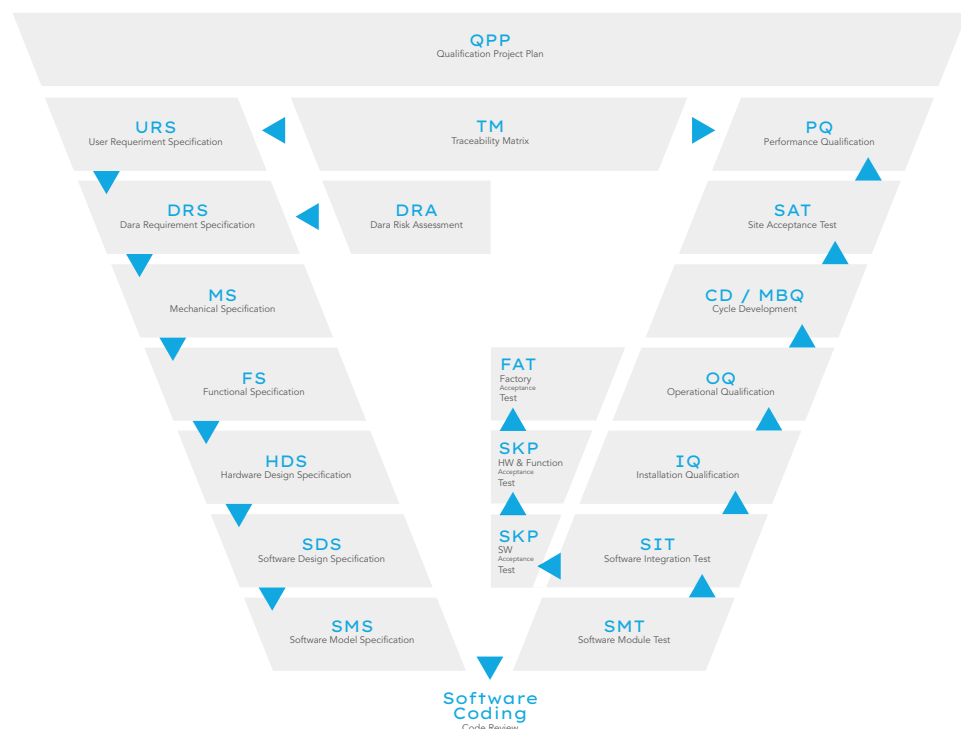 QPP
Qualification Project Plan
URS
User Requeriment Specification
TM
Traceability Matrix
PQ
Performance Qualification
DRS
Dara Requirement Specification
DRA
Dara Risk Assessment
SAT
Site Acceptance Test
MS
Mechanical Specification
CD / MBQ
Cycle Development
FS
Functional Specification
FAT
Factory
Acceptance
Test
OQ
Operational Qualification
HDS
Hardware Design Specification
SKP
HW & Function
Acceptance
Test
IQ
Installation Qualification
SDS
Software Design Specification
SKP
SW
Acceptance
Test
SIT
Software Integration Test
SMS
Software Model Specification
SMT
Software Module Test
Software
Coding
Code Review